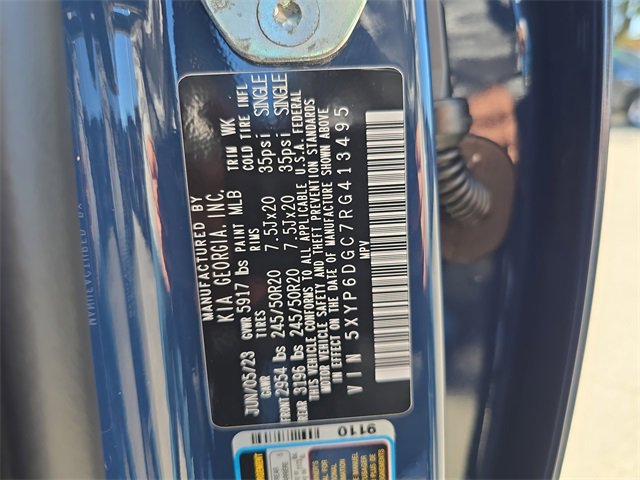 MANUFACTURED BY
KIA GEORGIA, INC.
JUN/05/23 GVWR 5917 lbs PAINT MLB TRIM WK
GAWR TIRES RIMS COLD TIRE INFL
FRONT 2954 lbs 245/50R20 7.5Jx20 35psi SINGLE
REAR 3196 lbs 245/50R20 7.5Jx20 35psi SINGLE
THIS VEHICLE CONFORMS TO ALL APPLICABLE U.S.A. FEDERAL
MOTOR VEHICLE SAFETY AND THEFT PREVENTION STANDARDS
IN EFFECT ON THE DATE OF MANUFACTURE SHOWN ABOVE
VIN 5XYP6DGC7RG413495
MPV
9110